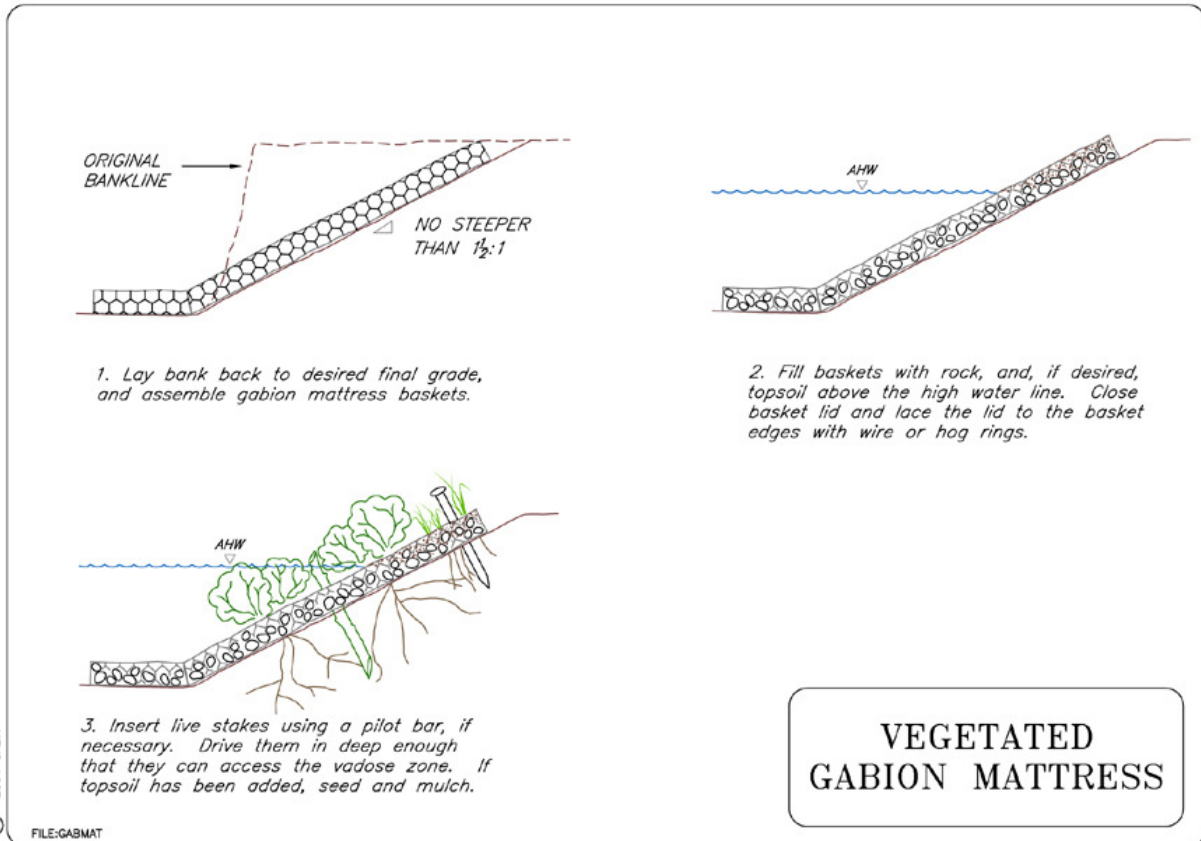 ORIGINAL
BANKLINE
NO STEEPER
THAN 1½:1
1. Lay bank back to desired final grade,
and assemble gabion mattress baskets.
AHW
2. Fill baskets with rock, and, if desired,
topsoil above the high water line. Close
basket lid and lace the lid to the basket
edges with wire or hog rings.
AHW
3. Insert live stakes using a pilot bar, if
necessary. Drive them in deep enough
that they can access the vadose zone. If
topsoil has been added, seed and mulch.
VEGETATED
GABION MATTRESS
FILE:GABMAT